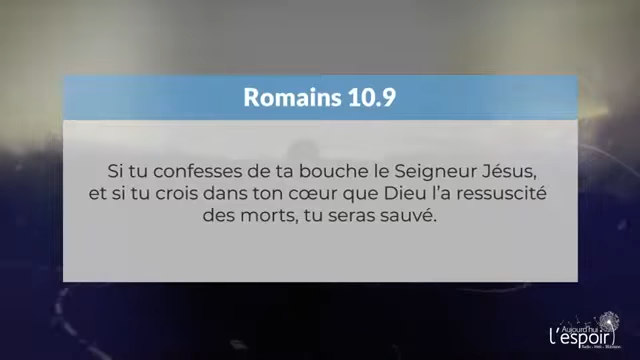 Romains 10.9
Si tu confesses de ta bouche le Seigneur Jésus,
et si tu crois dans ton cœur que Dieu l'a ressuscité
des morts, tu seras sauvé.
Aujourd'hui
l'espoir